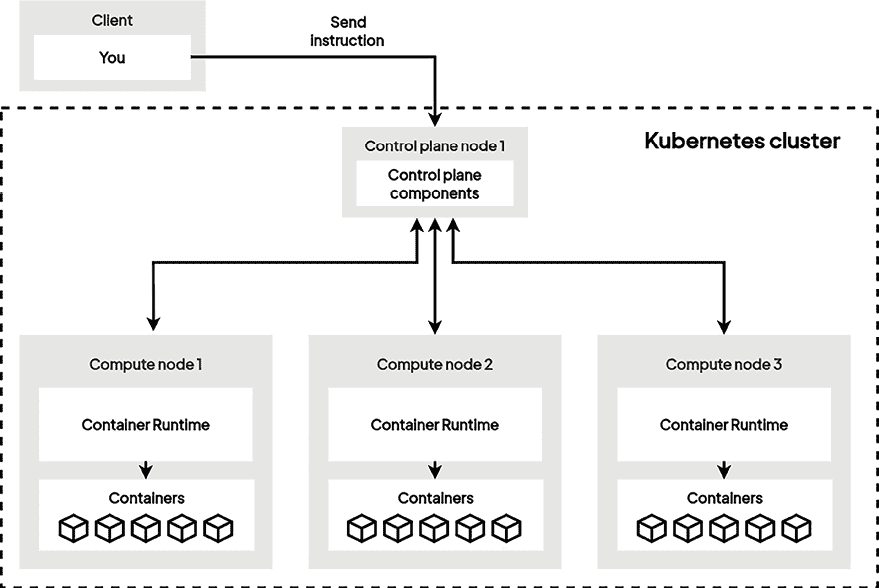 Client
You
Send
instruction
Kubernetes cluster
Control plane node 1
Control plane
components
Compute node 1
Container Runtime
Containers
Compute node 2
Container Runtime
Containers
Compute node 3
Container Runtime
Containers